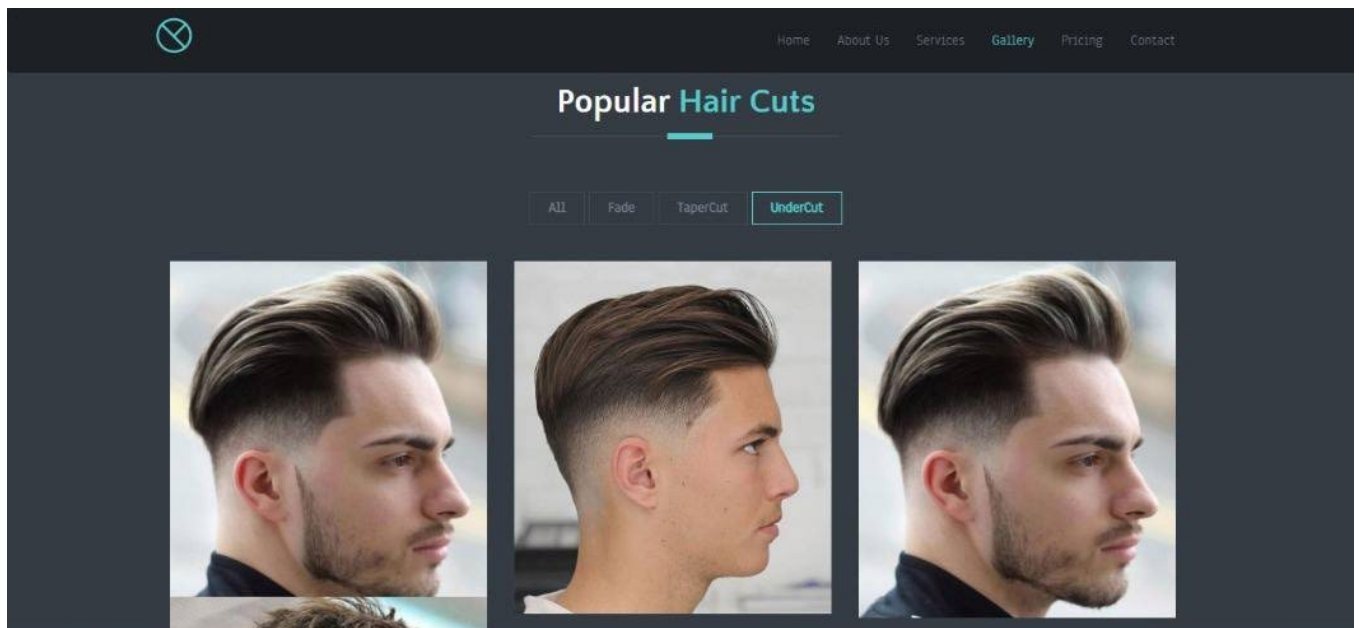 Home About Us Services Gallery Pricing Contact
Popular Hair Cuts
All Fade TaperCut UnderCut